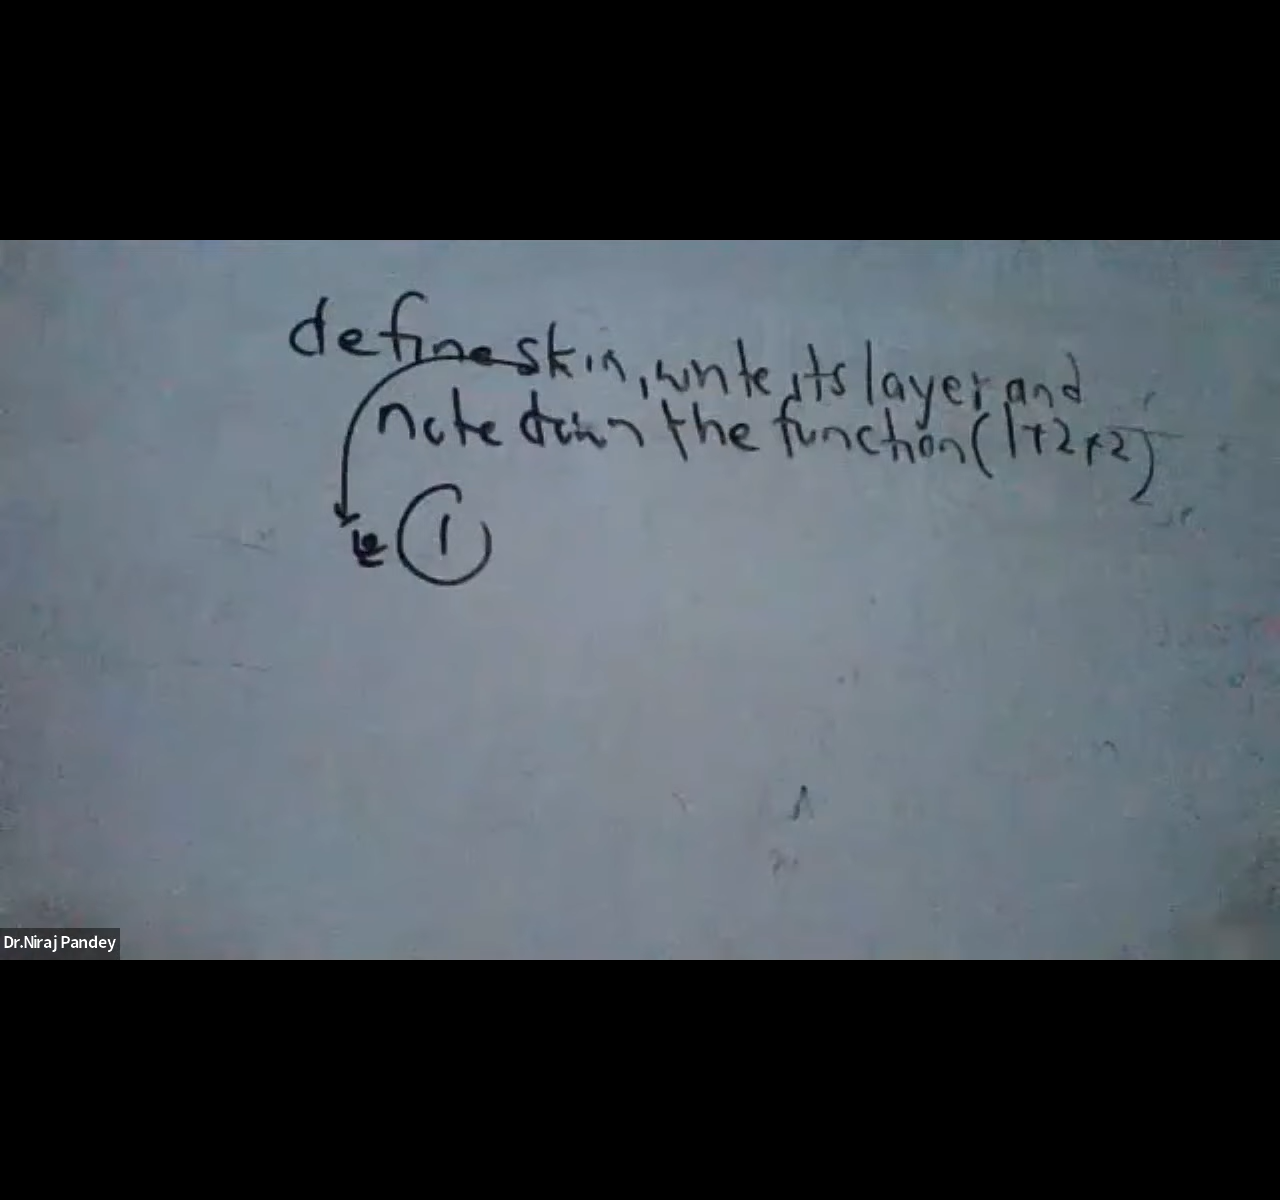 define skin, write its layer and
note down the function (1+2+2)
1
Dr.Niraj Pandey